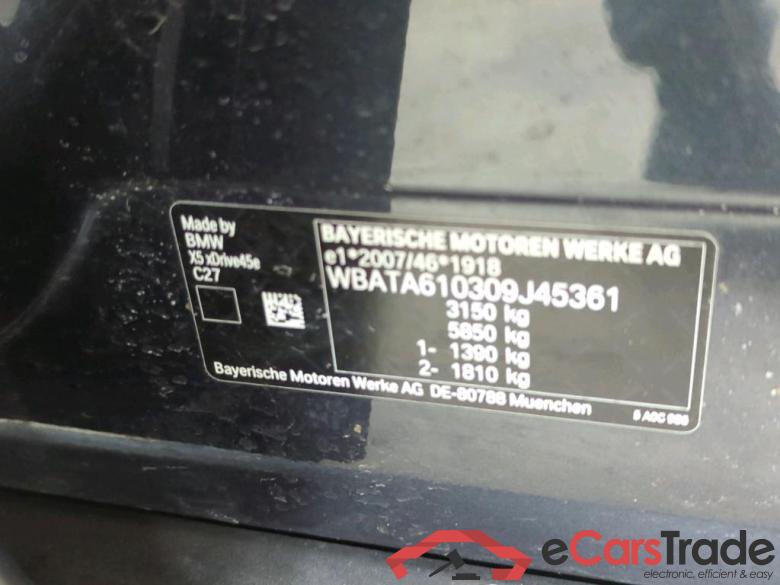 Made by
BMW
X5 xDrive45e
C27
BAYERISCHE MOTOREN WERKE AG
e1*2007/46*1918
WBATA610309J45361
3150 kg
5850 kg
1- 1390 kg
2- 1810 kg
Bayerische Motoren Werke AG DE-80788 Muenchen
eCarsTrade
electronic, efficient & easy